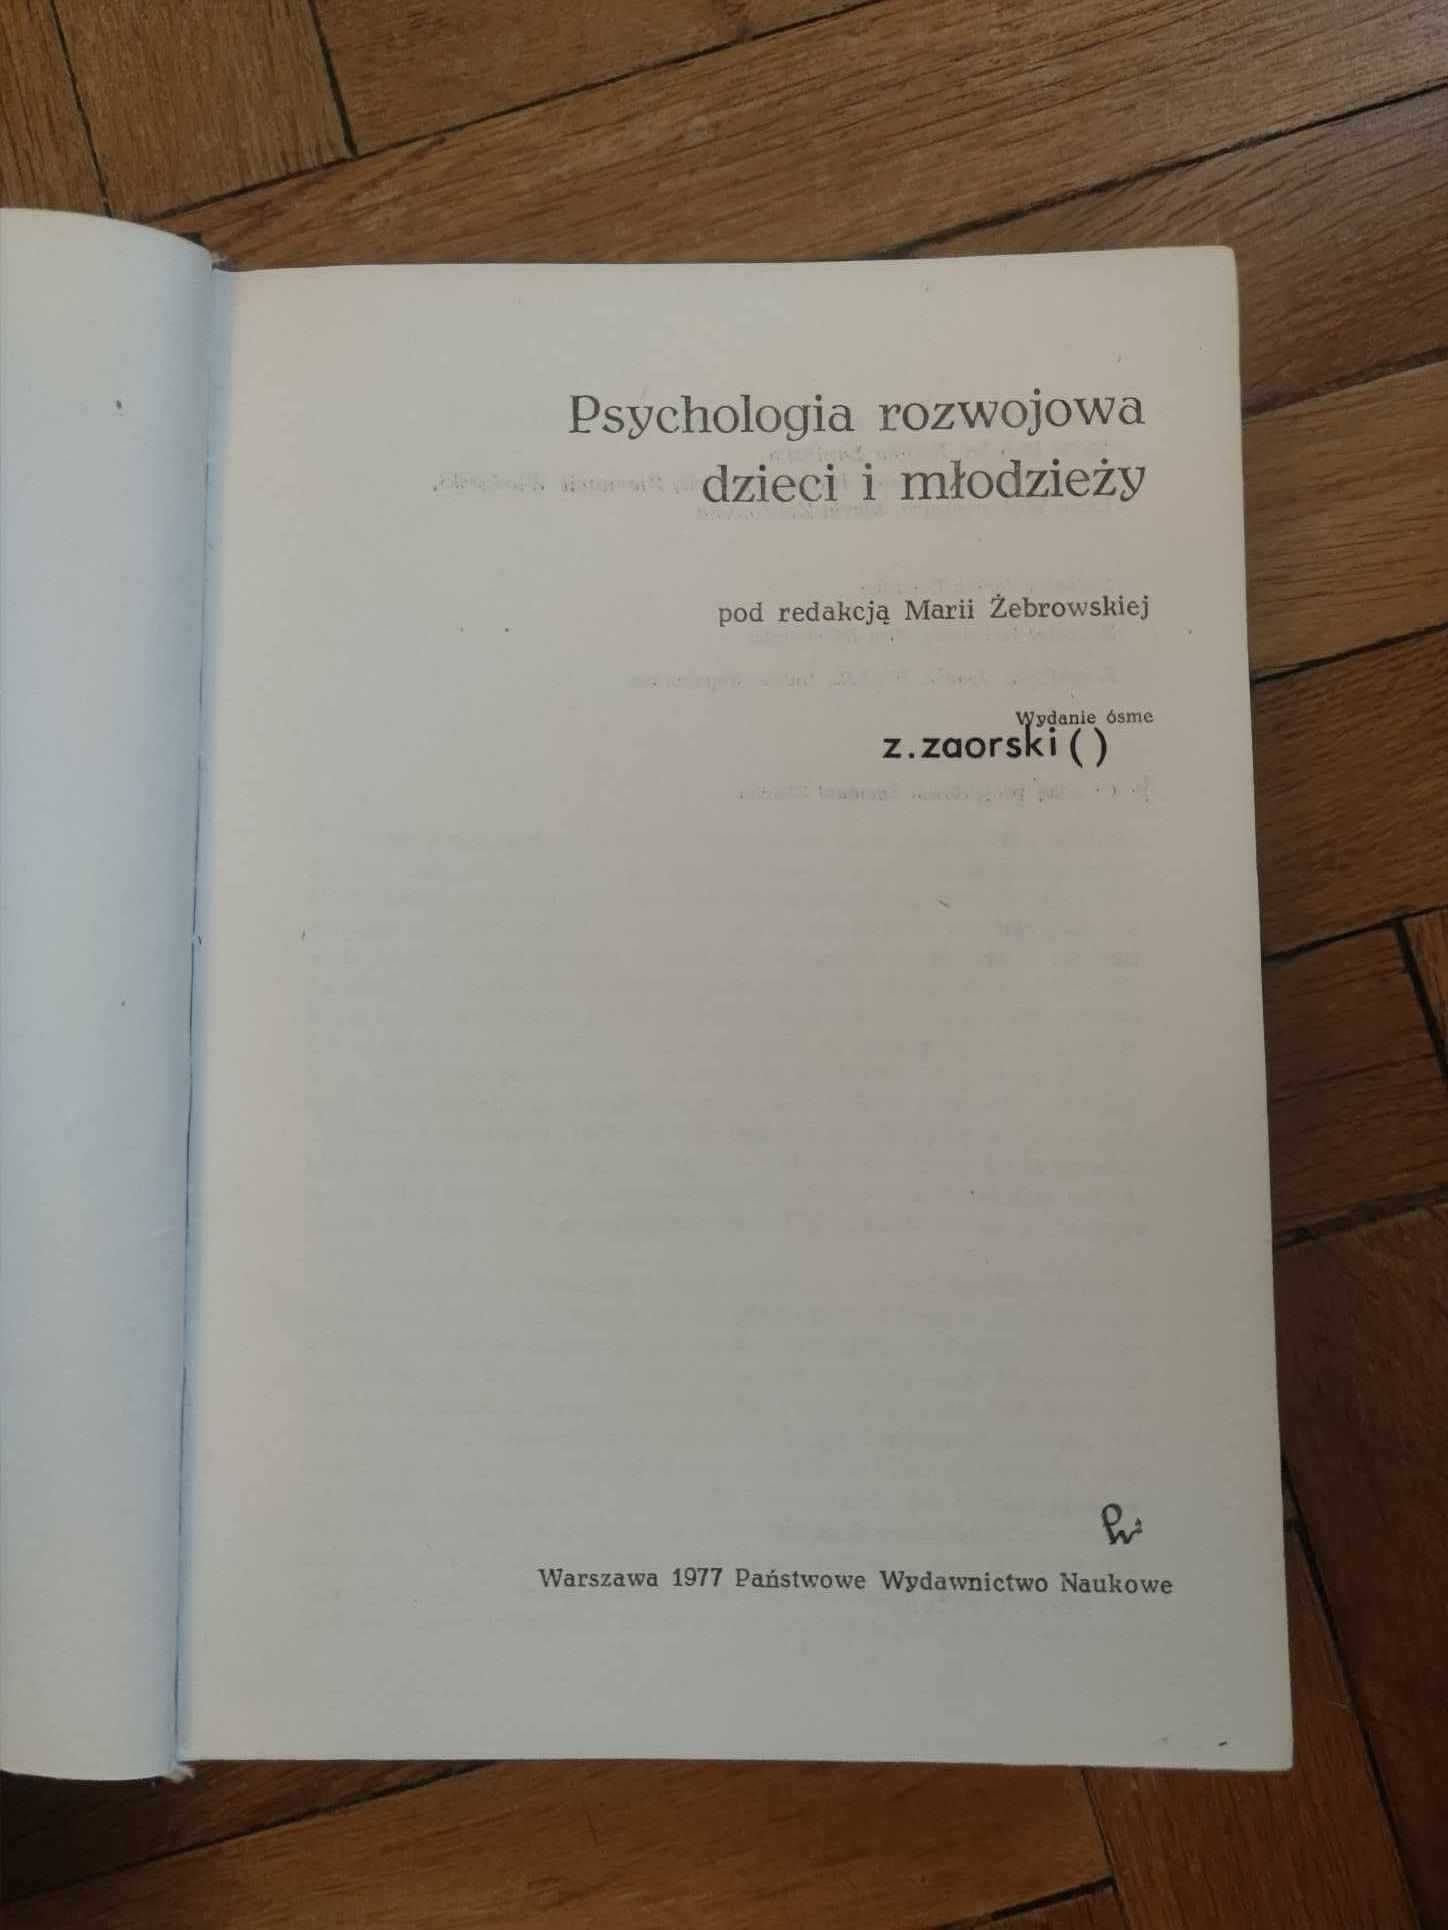 Psychologia rozwojowa
dzieci i młodzieży
pod redakcją Marii Żebrowskiej
Wydanie ósme
z.zaorski ( )
Warszawa 1977 Państwowe Wydawnictwo Naukowe